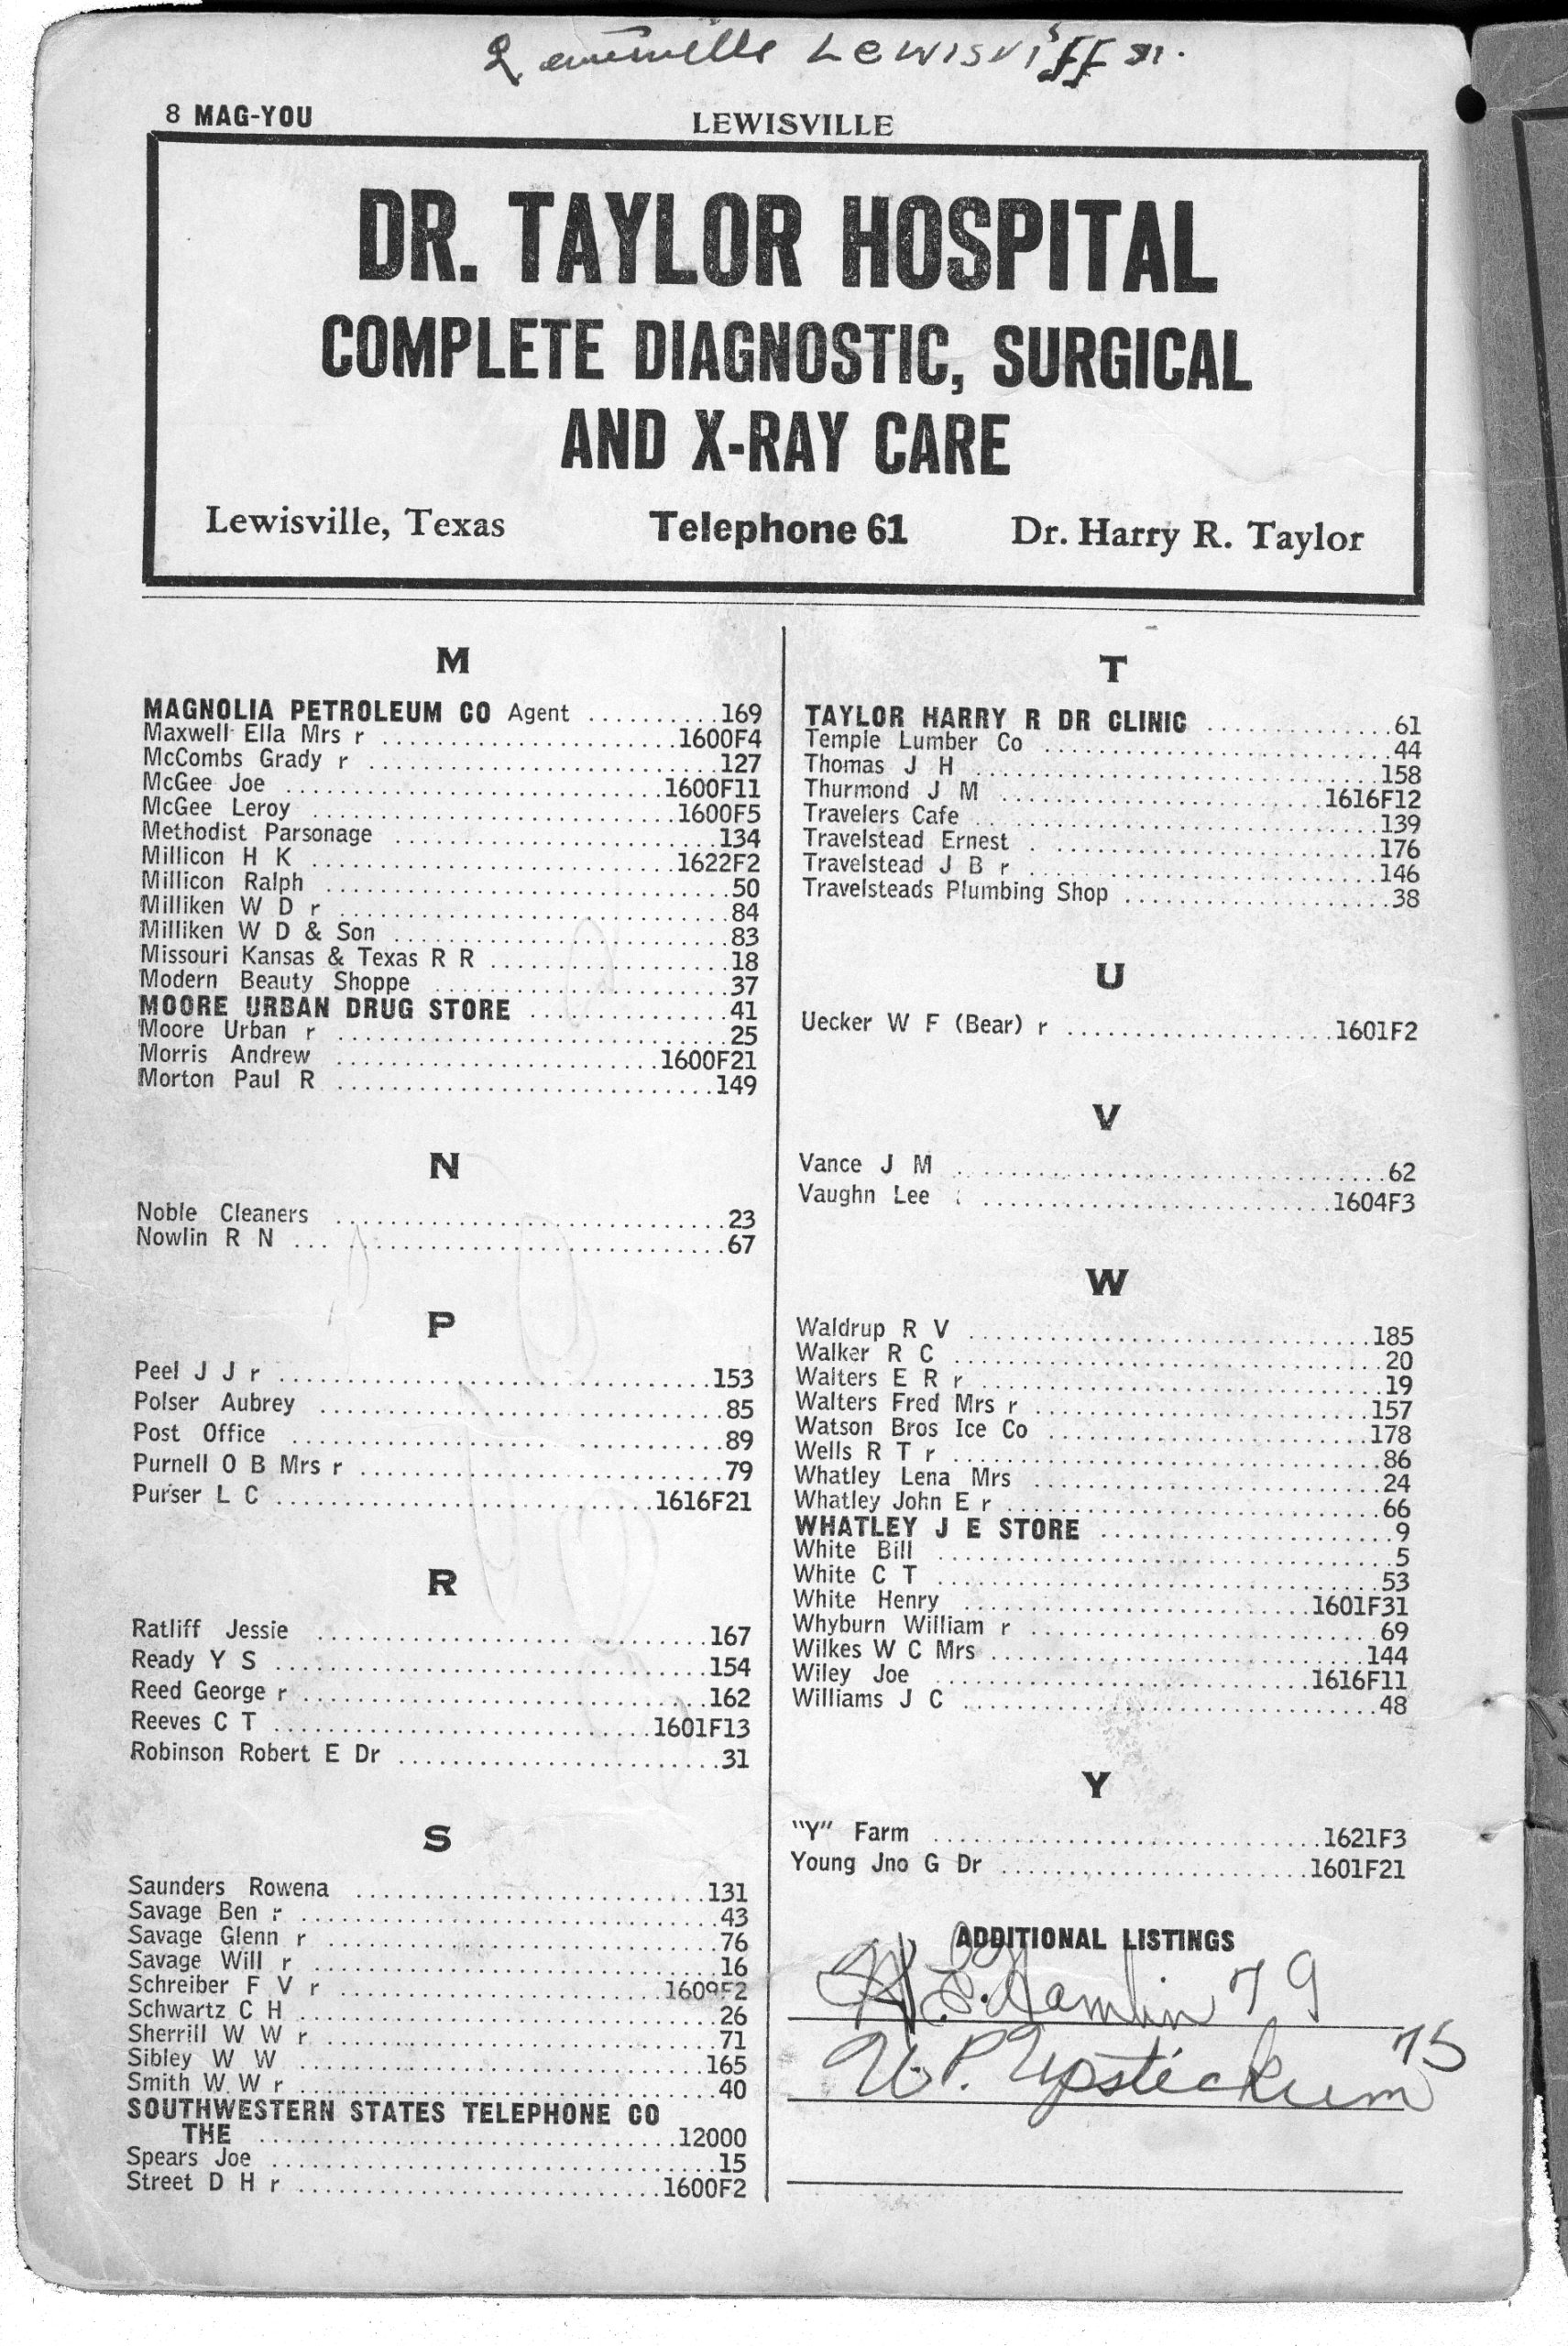 8 MAG-YOU
LEWISVILLE
DR. TAYLOR HOSPITAL
COMPLETE DIAGNOSTIC, SURGICAL
AND X-RAY CARE
Lewisville, Texas Telephone 61 Dr. Harry R. Taylor
M
MAGNOLIA PETROLEUM CO Agent ..........169
Maxwell Ella Mrs r ........................1600F4
McCombs Grady r .............................127
McGee Joe ...............................1600F11
McGee Leroy ..............................1600F5
Methodist Parsonage ...........................134
Millicon H K ..............................1622F2
Millicon Ralph .................................50
Milliken W D r ................................84
Milliken W D & Son ............................83
Missouri Kansas & Texas R R ....................18
Modern Beauty Shoppe ........................37
MOORE URBAN DRUG STORE ................41
Moore Urban r ................................25
Morris Andrew ...........................1600F21
Morton Paul R ...............................149
N
Noble Cleaners ................................23
Nowlin R N ...................................67
P
Peel J J r ....................................153
Polser Aubrey .................................85
Post Office ....................................89
Purnell O B Mrs r ..............................79
Purser L C ...............................1616F21
R
Ratliff Jessie ................................167
Ready Y S ...................................154
Reed George r .................................162
Reeves C T ...............................1601F13
Robinson Robert E Dr ...........................31
S
Saunders Rowena .............................131
Savage Ben r ..................................43
Savage Glenn r ................................76
Savage Will r .................................16
Schreiber F V r ...........................1609F2
Schwartz C H ..................................26
Sherrill W W r ................................71
Sibley W W .................................165
Smith W W r ..................................40
SOUTHWESTERN STATES TELEPHONE CO
THE ..................................12000
Spears Joe ....................................15
Street D H r ..............................1600F2
T
TAYLOR HARRY R DR CLINIC ...............61
Temple Lumber Co .............................44
Thomas J H .................................158
Thurmond J M ..........................1616F12
Travelers Cafe .................................139
Travelstead Ernest .............................176
Travelstead J B r .............................146
Travelsteads Plumbing Shop ......................38
U
Uecker W F (Bear) r ......................1601F2
V
Vance J M ...................................62
Vaughn Lee .............................1604F3
W
Waldrup R V .................................185
Walker R C ...................................20
Walters E R r .................................19
Walters Fred Mrs r ............................157
Watson Bros Ice Co ..........................178
Wells R T r ...................................86
Whatley Lena Mrs .............................24
Whatley John E r ..............................66
WHATLEY J E STORE ........................9
White Bill ......................................5
White C T ....................................53
White Henry ............................1601F31
Whyburn William r .............................69
Wilkes W C Mrs ...............................144
Wiley Joe ...............................1616F11
Williams J C ..................................48
Y
"Y" Farm ................................1621F3
Young Jno G Dr .........................1601F21
ADDITIONAL LISTINGS
Hamlin 79
75